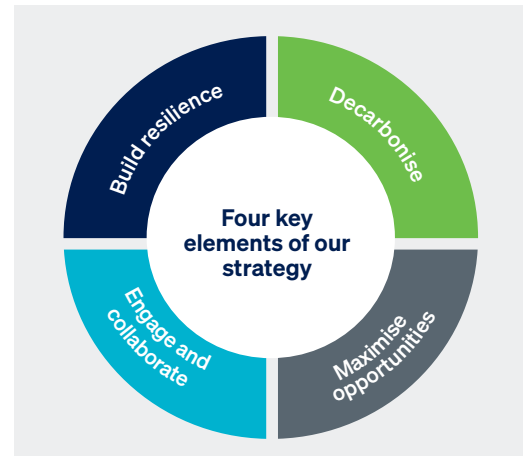 Build resilience
Decarbonise
Four key
elements of our
strategy
Engage and
collaborate
Maximise
opportunities